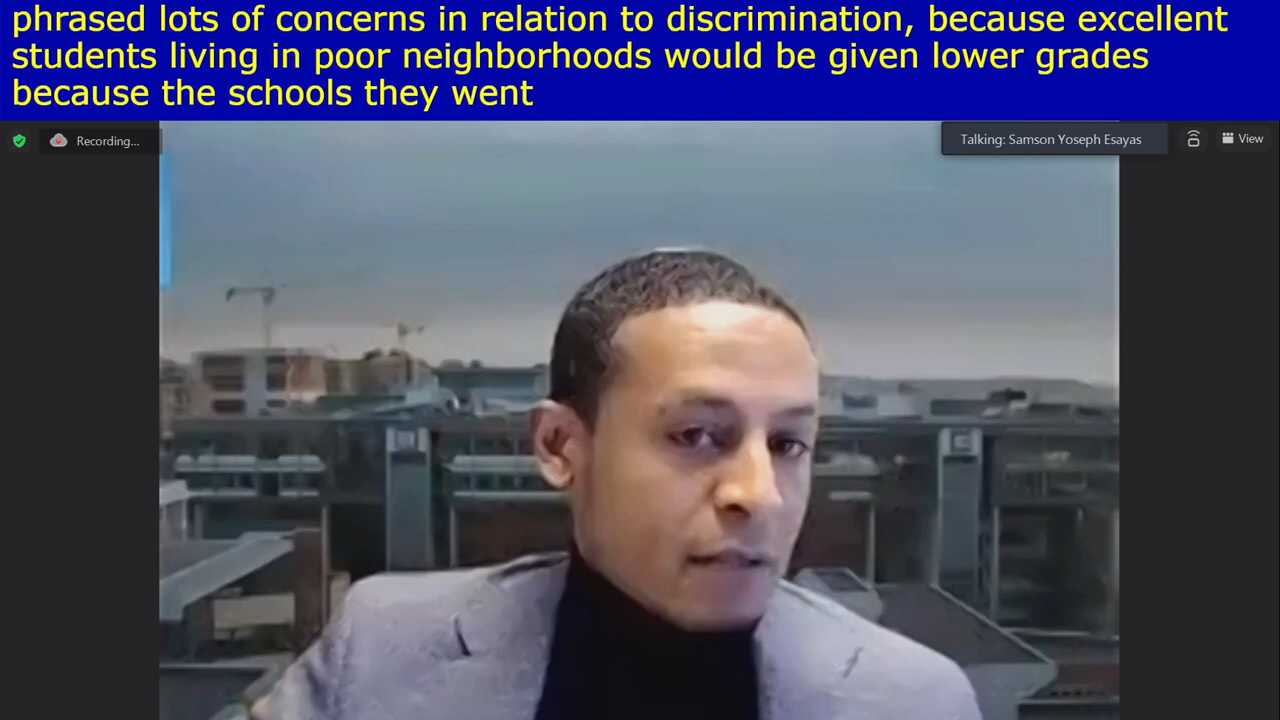 phrased lots of concerns in relation to discrimination, because excellent
students living in poor neighborhoods would be given lower grades
because the schools they went
Recording...
Talking: Samson Yoseph Esayas
View